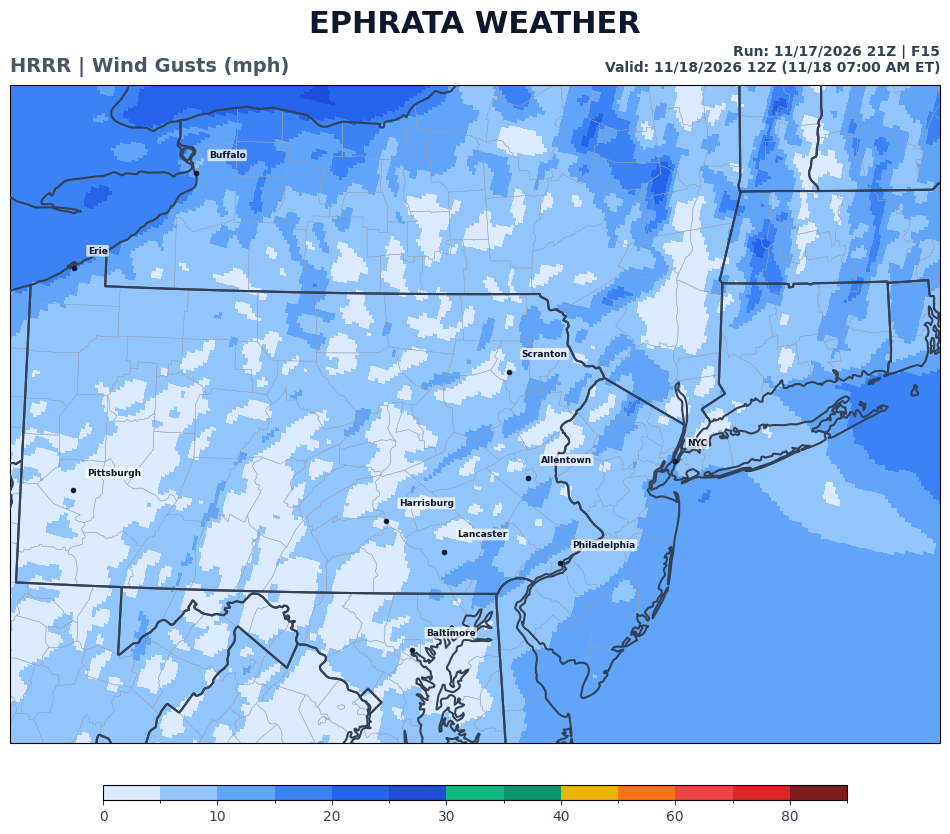 EPHRATA WEATHER
HRRR | Wind Gusts (mph)
Run: 11/17/2026 21Z | F15
Valid: 11/18/2026 12Z (11/18 07:00 AM ET)
Buffalo
Erie
Scranton
NYC
Allentown
Pittsburgh
Harrisburg
Lancaster
Philadelphia
Baltimore
0 10 20 30 40 50 60 70 80